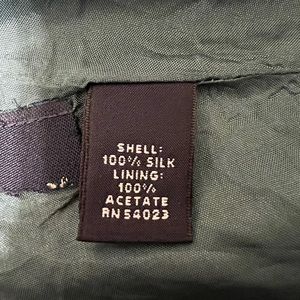 SHELL:
100% SILK
LINING:
100%
ACETATE
RN 54023